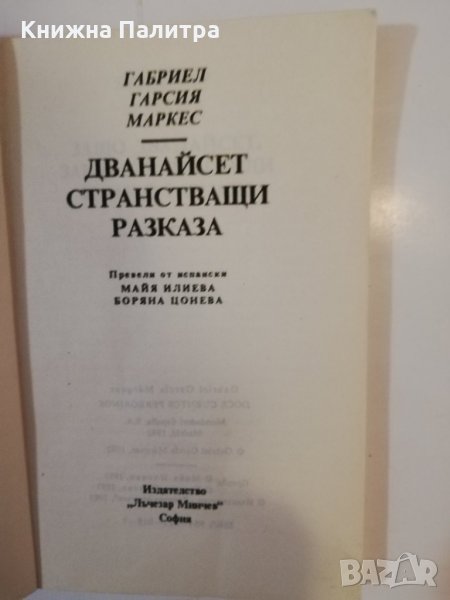 Книжна Палитра
ГАБРИЕЛ
ГАРСИЯ
МАРКЕС
ДВАНАЙСЕТ
СТРАНСТВАЩИ
РАЗКАЗА
Превели от испански
МАЙЯ ИЛИЕВА
БОРЯНА ЦОНЕВА
Издателство
„Лъчезар Минчев"
София
BAZAR